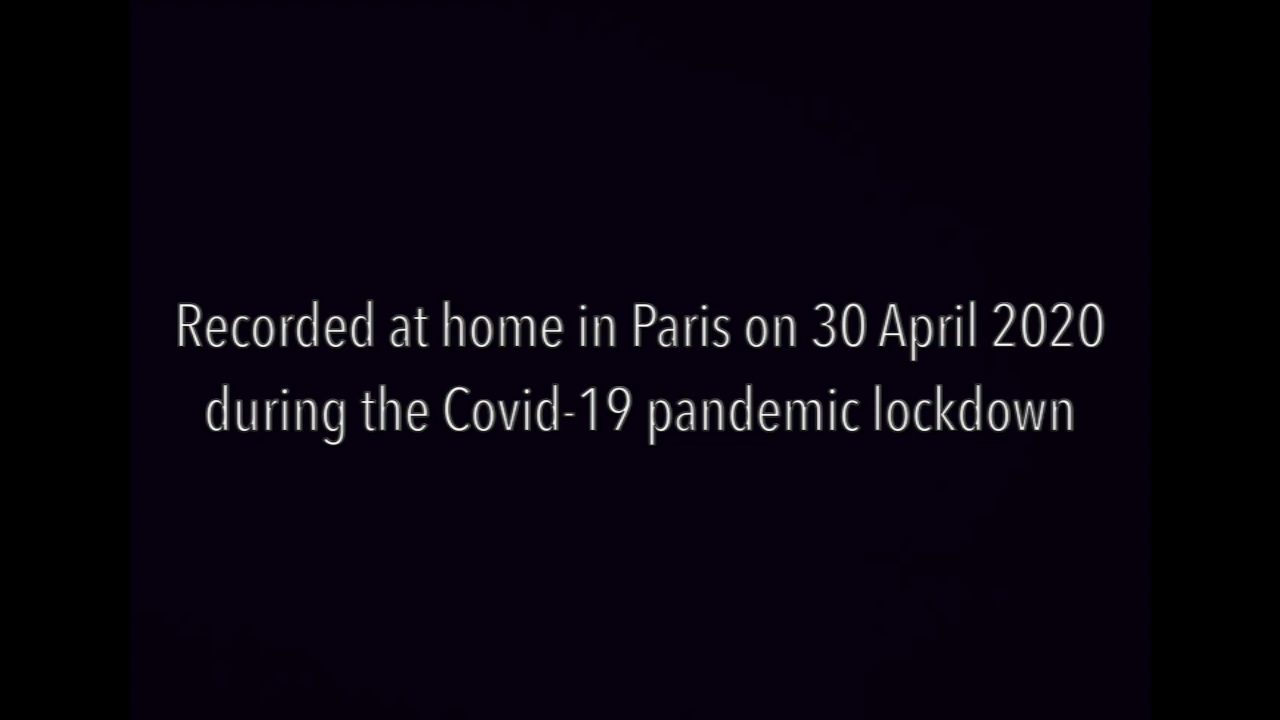 Recorded at home in Paris on 30 April 2020
during the Covid-19 pandemic lockdown